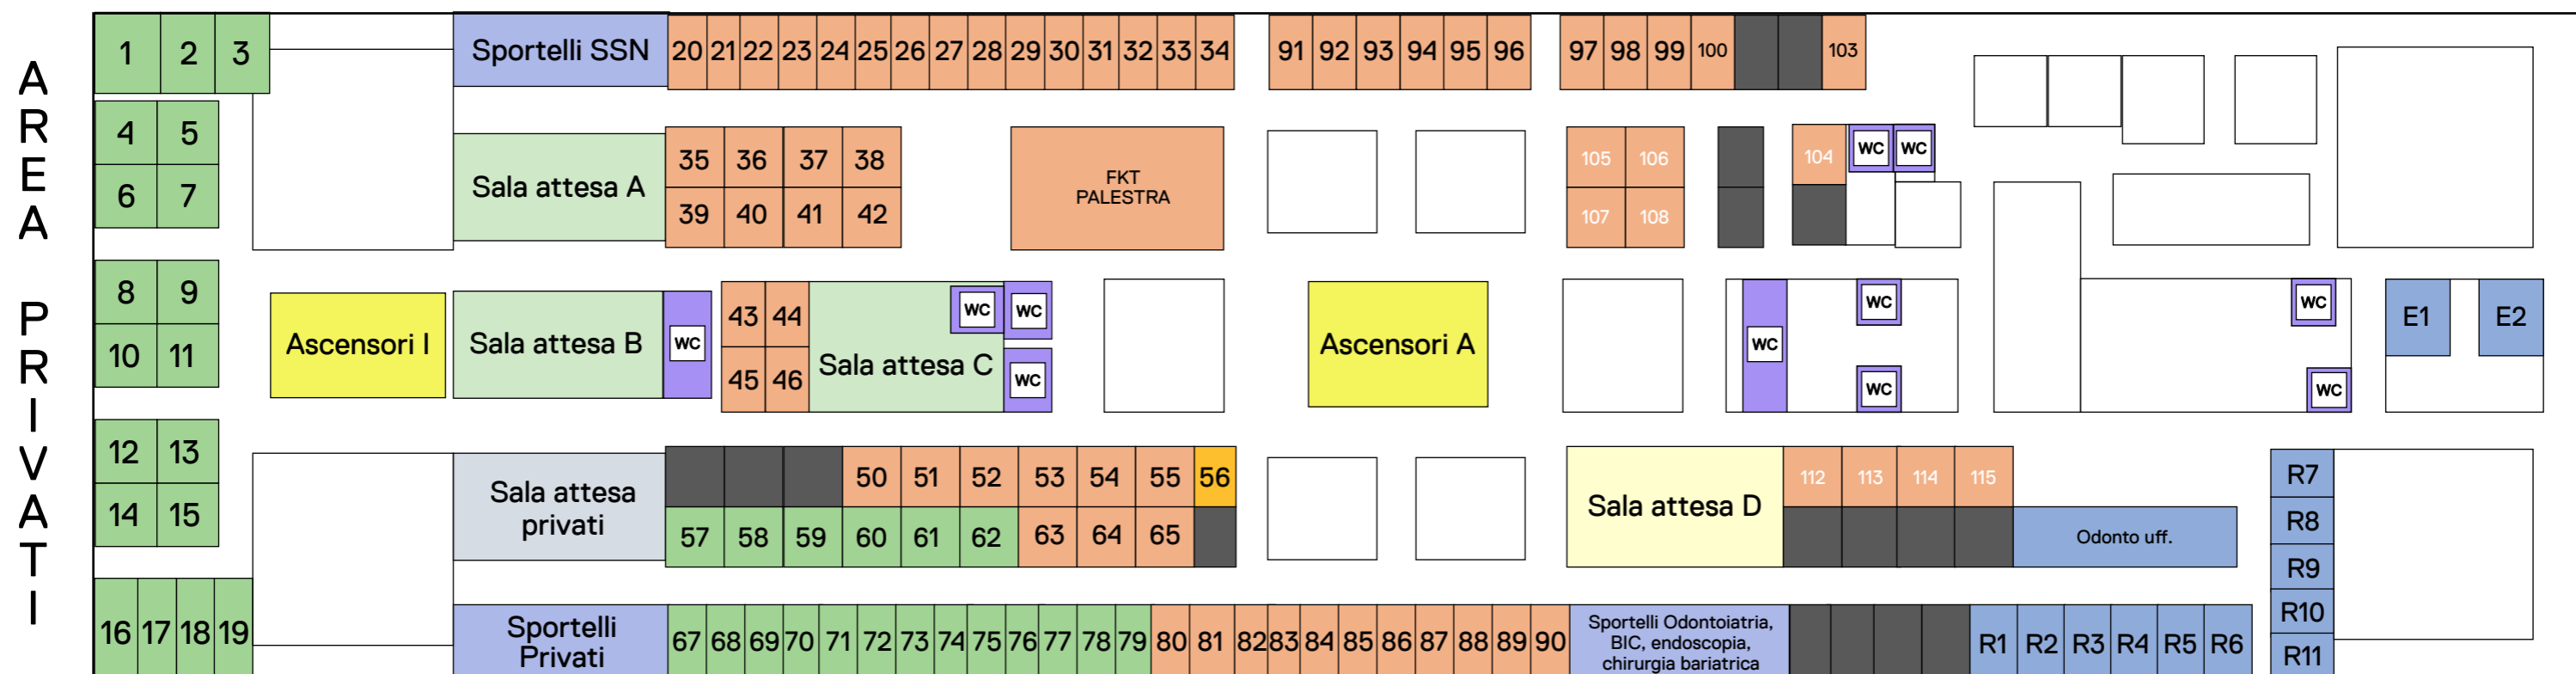 AREA PRIVATI
1 2 3
Sportelli SSN
20 21 22 23 24 25 26 27 28 29 30 31 32 33 34
91 92 93 94 95 96
97 98 99 100 103
4 5
6 7
Sala attesa A
35 36 37 38
39 40 41 42
FKT
PALESTRA
105 106
107 108
104
WC WC
8 9
10 11
Ascensori I
Sala attesa B
WC
43 44
45 46
Sala attesa C
WC
WC
WC
Ascensori A
WC
WC
WC
WC
WC
E1 E2
12 13
14 15
Sala attesa
privati
50 51 52 53 54 55 56
57 58 59 60 61 62 63 64 65
Sala attesa D
112 113 114 115
Odonto uff.
R7
R8
R9
R10
R11
16 17 18 19
Sportelli
Privati
67 68 69 70 71 72 73 74 75 76 77 78 79 80 81 82 83 84 85 86 87 88 89 90
Sportelli Odontoiatria,
BIC, endoscopia,
chirurgia bariatrica
R1 R2 R3 R4 R5 R6